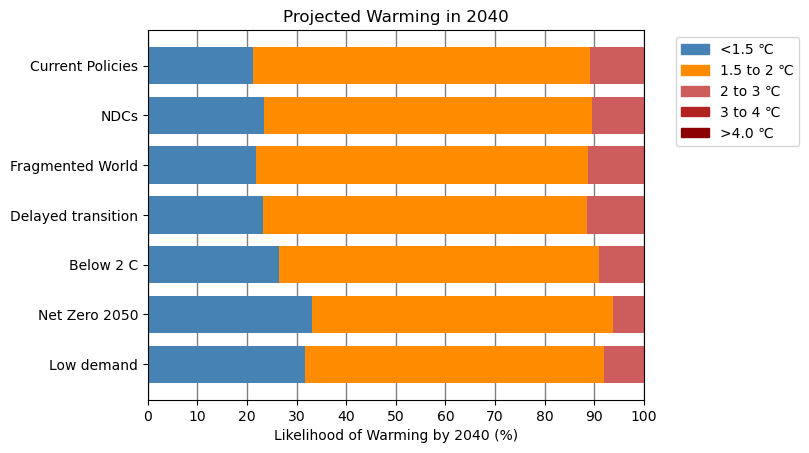 Projected Warming in 2040
Current Policies
NDCs
Fragmented World
Delayed transition
Below 2 C
Net Zero 2050
Low demand
0 10 20 30 40 50 60 70 80 90 100
Likelihood of Warming by 2040 (%)
<1.5 ℃
1.5 to 2 ℃
2 to 3 ℃
3 to 4 ℃
>4.0 ℃